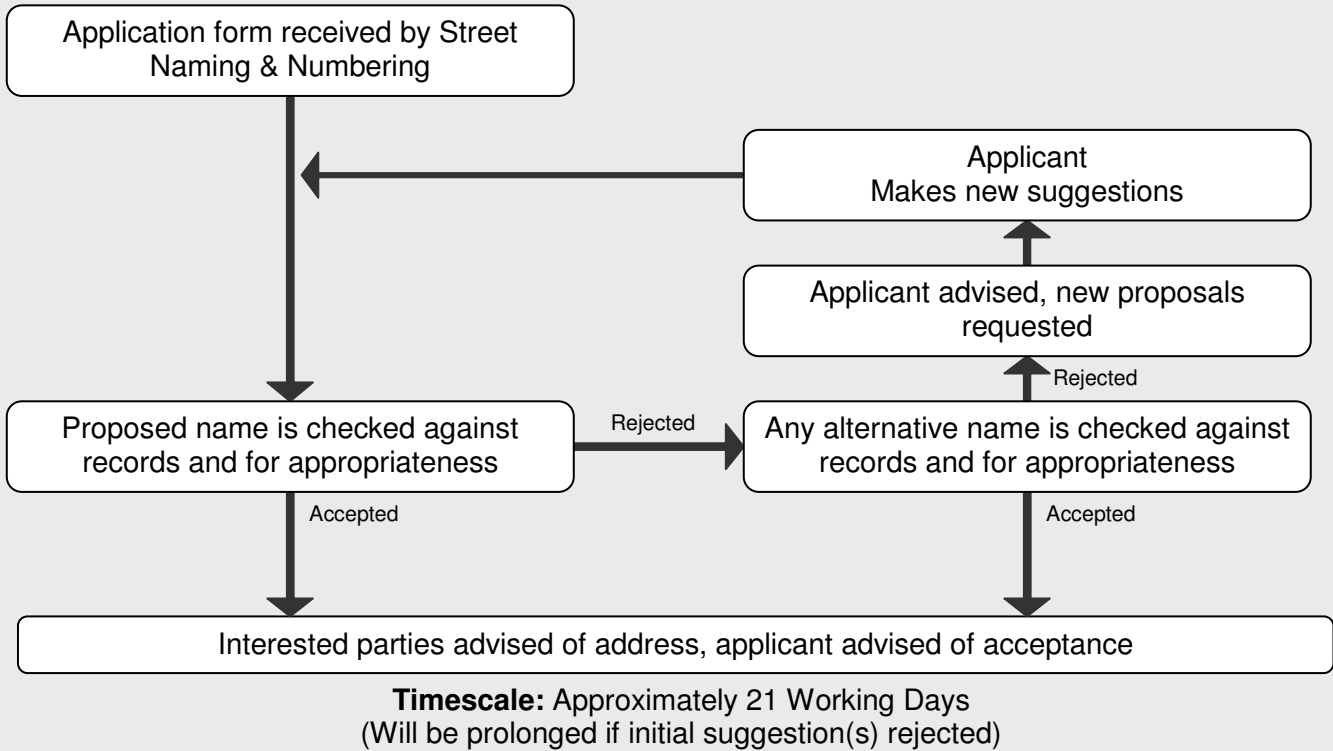 Application form received by Street
Naming & Numbering
Applicant
Makes new suggestions
Applicant advised, new proposals
requested
Rejected
Proposed name is checked against
records and for appropriateness
Rejected
Any alternative name is checked against
records and for appropriateness
Accepted
Accepted
Interested parties advised of address, applicant advised of acceptance
Timescale: Approximately 21 Working Days
(Will be prolonged if initial suggestion(s) rejected)